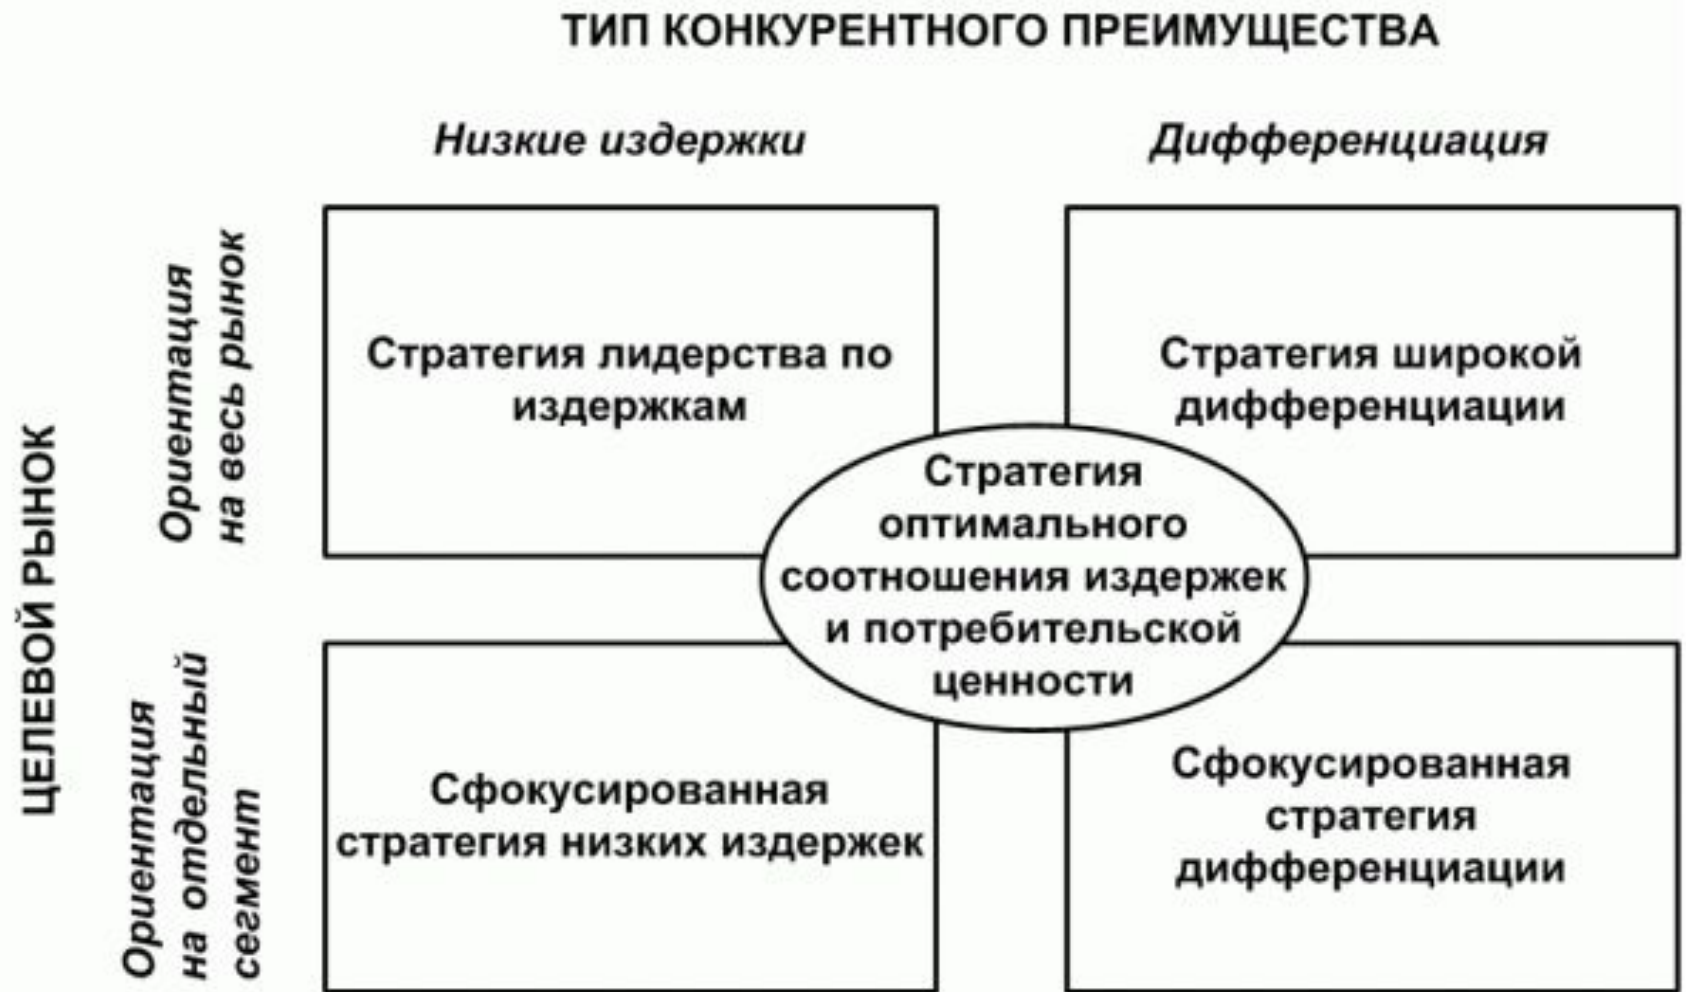 ТИП КОНКУРЕНТНОГО ПРЕИМУЩЕСТВА
Низкие издержки
Дифференциация
ЦЕЛЕВОЙ РЫНОК
Ориентация
на весь рынок
Стратегия лидерства по
издержкам
Стратегия широкой
дифференциации
Стратегия
оптимального
соотношения издержек
и потребительской
ценности
Ориентация
на отдельный
сегмент
Сфокусированная
стратегия низких издержек
Сфокусированная
стратегия
дифференциации